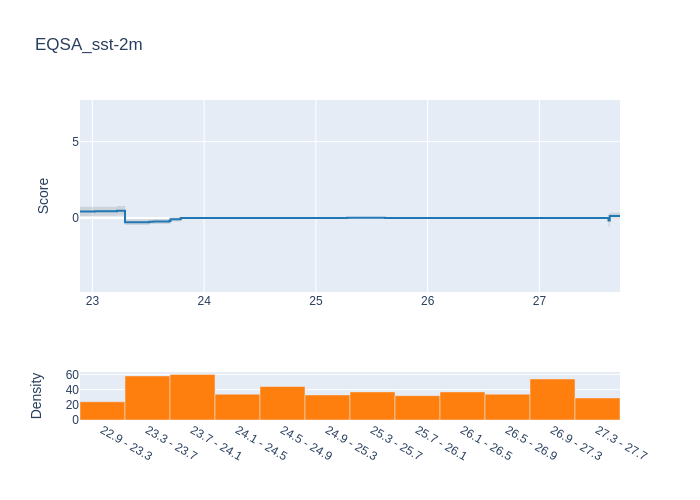 EQSA_sst-2m
Score
5
0
23 24 25 26 27
Density
60
40
20
0
22.9 - 23.3
23.3 - 23.7
23.7 - 24.1
24.1 - 24.5
24.5 - 24.9
24.9 - 25.3
25.3 - 25.7
25.7 - 26.1
26.1 - 26.5
26.5 - 26.9
26.9 - 27.3
27.3 - 27.7